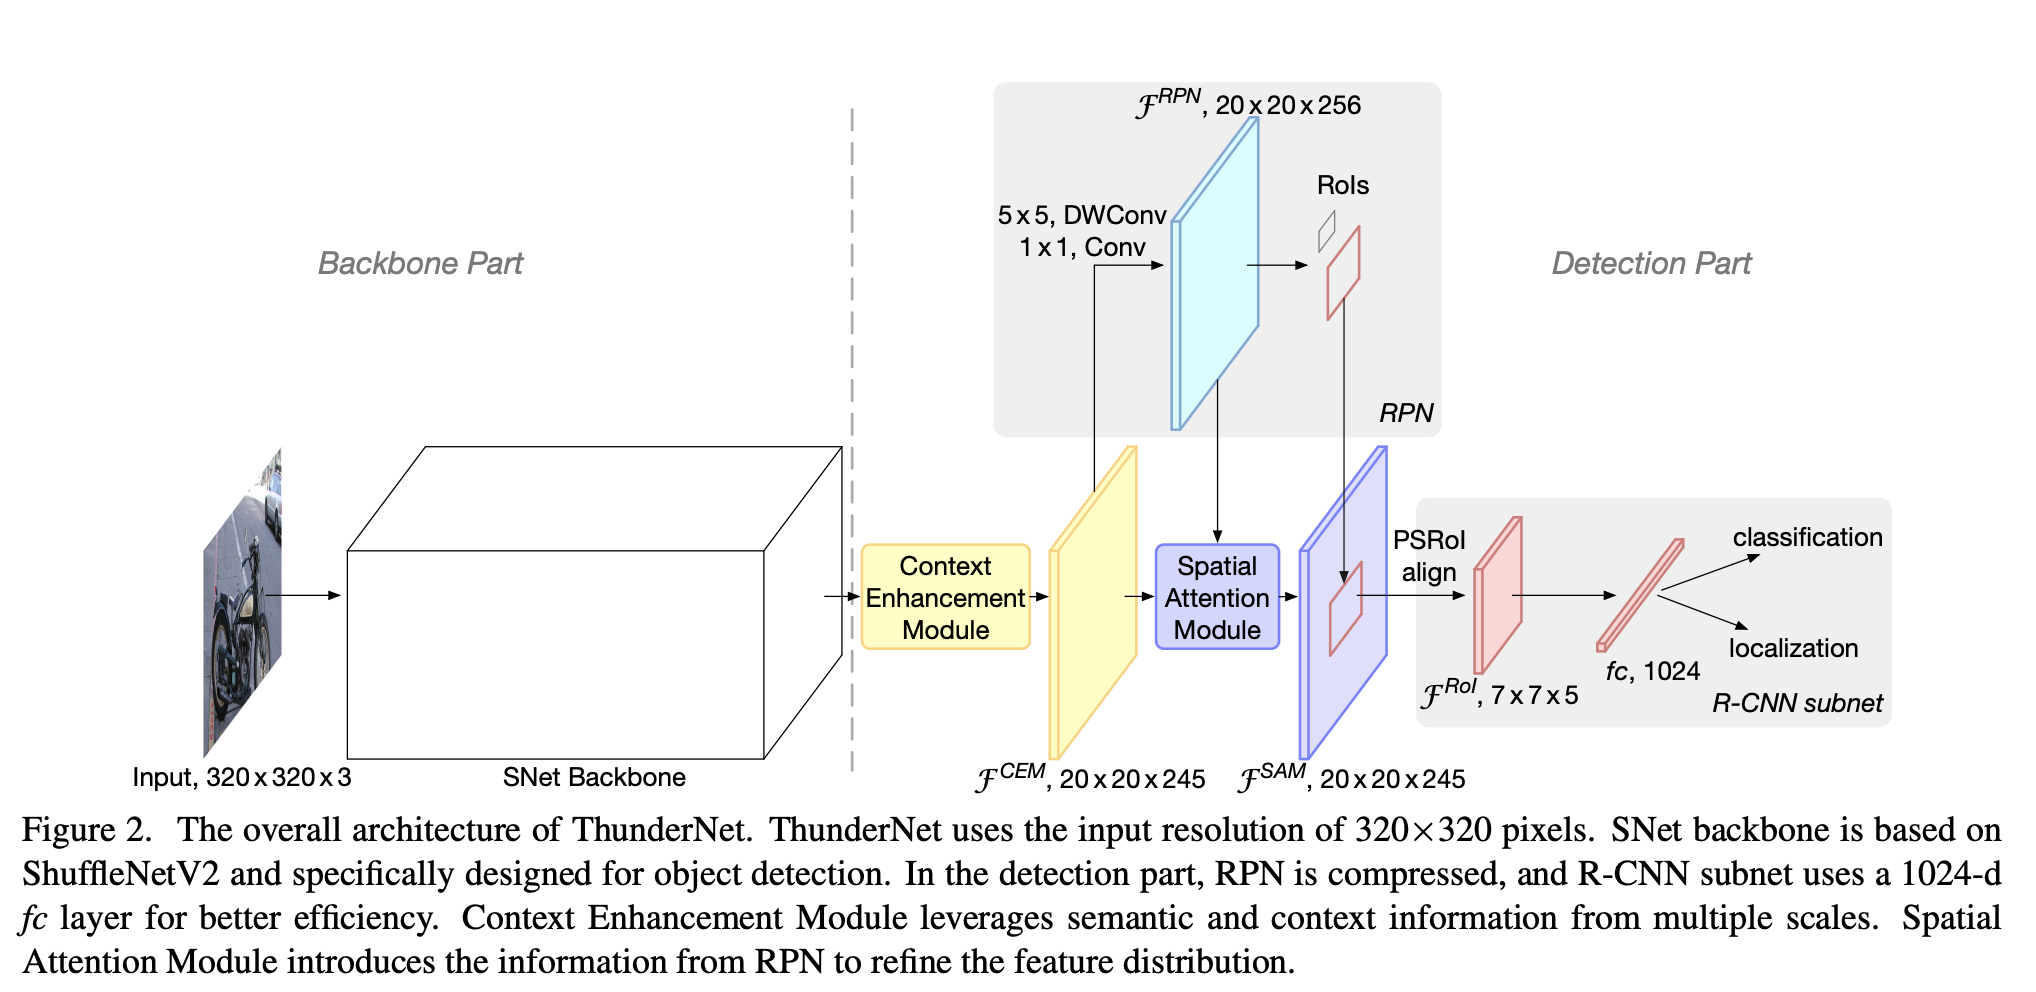 ℱ^RPN, 20 x 20 x 256
RoIs
5 x 5, DWConv
1 x 1, Conv
Backbone Part
Detection Part
RPN
PSRoI
align
classification
Context
Enhancement
Module
Spatial
Attention
Module
localization
fc, 1024
ℱ^RoI, 7 x 7 x 5
R-CNN subnet
Input, 320 x 320 x 3
SNet Backbone
ℱ^CEM, 20 x 20 x 245
ℱ^SAM, 20 x 20 x 245
Figure 2. The overall architecture of ThunderNet. ThunderNet uses the input resolution of 320×320 pixels. SNet backbone is based on
ShuffleNetV2 and specifically designed for object detection. In the detection part, RPN is compressed, and R-CNN subnet uses a 1024-d
fc layer for better efficiency. Context Enhancement Module leverages semantic and context information from multiple scales. Spatial
Attention Module introduces the information from RPN to refine the feature distribution.